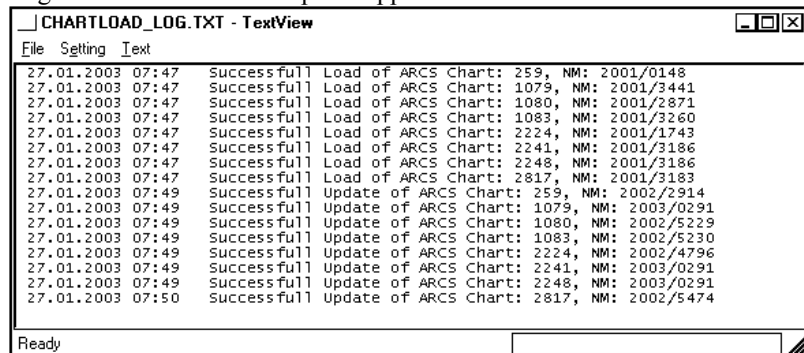 CHARTLOAD_LOG.TXT - TextView
File Setting Text
27.01.2003 07:47 Successfull Load of ARCS Chart: 259, NM: 2001/0148
27.01.2003 07:47 Successfull Load of ARCS Chart: 1079, NM: 2001/3441
27.01.2003 07:47 Successfull Load of ARCS Chart: 1080, NM: 2001/2871
27.01.2003 07:47 Successfull Load of ARCS Chart: 1083, NM: 2001/3260
27.01.2003 07:47 Successfull Load of ARCS Chart: 2224, NM: 2001/1743
27.01.2003 07:47 Successfull Load of ARCS Chart: 2241, NM: 2001/3186
27.01.2003 07:47 Successfull Load of ARCS Chart: 2248, NM: 2001/3186
27.01.2003 07:47 Successfull Load of ARCS Chart: 2817, NM: 2001/3183
27.01.2003 07:49 Successfull Update of ARCS Chart: 259, NM: 2002/2914
27.01.2003 07:49 Successfull Update of ARCS Chart: 1079, NM: 2003/0291
27.01.2003 07:49 Successfull Update of ARCS Chart: 1080, NM: 2002/5229
27.01.2003 07:49 Successfull Update of ARCS Chart: 1083, NM: 2002/5230
27.01.2003 07:49 Successfull Update of ARCS Chart: 2224, NM: 2002/4796
27.01.2003 07:49 Successfull Update of ARCS Chart: 2241, NM: 2003/0291
27.01.2003 07:49 Successfull Update of ARCS Chart: 2248, NM: 2003/0291
27.01.2003 07:50 Successfull Update of ARCS Chart: 2817, NM: 2002/5474
Ready